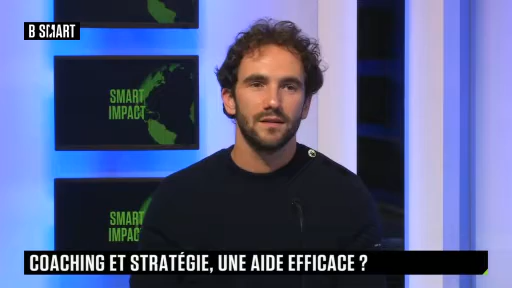 B SMART
SMART
IMPACT
SMART
IMPACT
COACHING ET STRATÉGIE, UNE AIDE EFFICACE ?